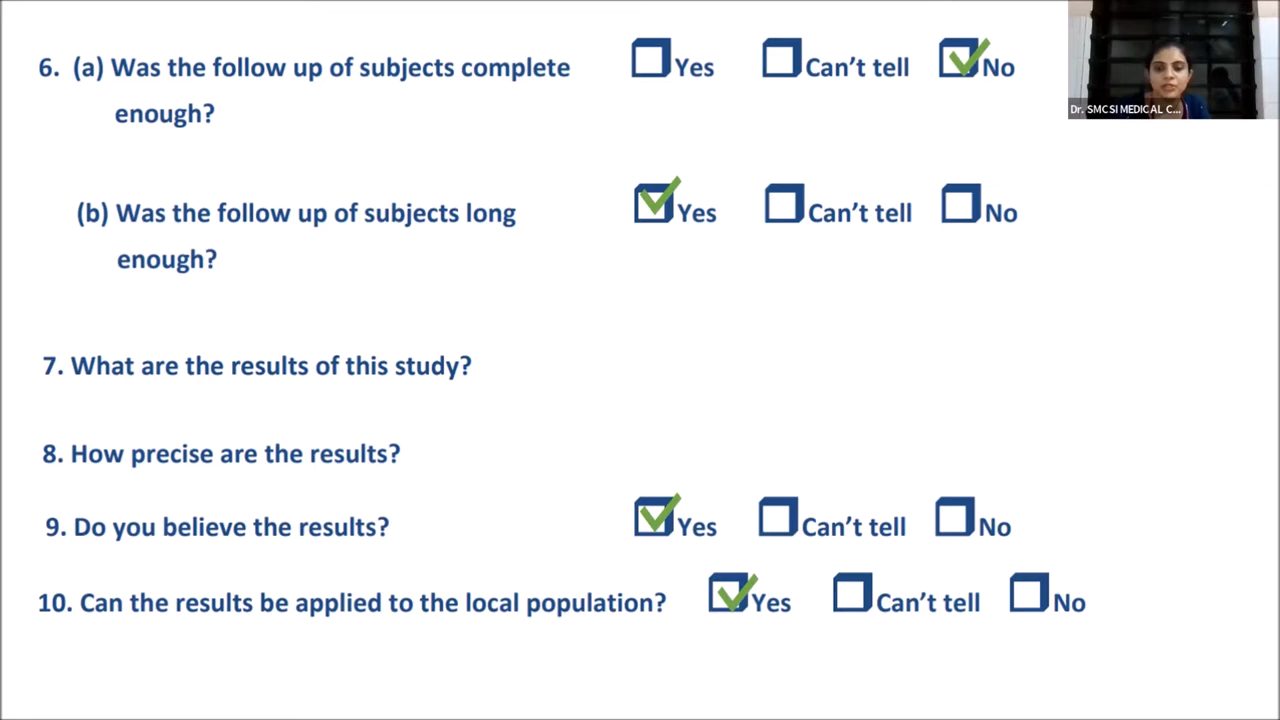 6. (a) Was the follow up of subjects complete Yes Can't tell No
enough?
(b) Was the follow up of subjects long Yes Can't tell No
enough?
7. What are the results of this study?
8. How precise are the results?
9. Do you believe the results? Yes Can't tell No
10. Can the results be applied to the local population? Yes Can't tell No
Dr. SMCSI MEDICAL C...